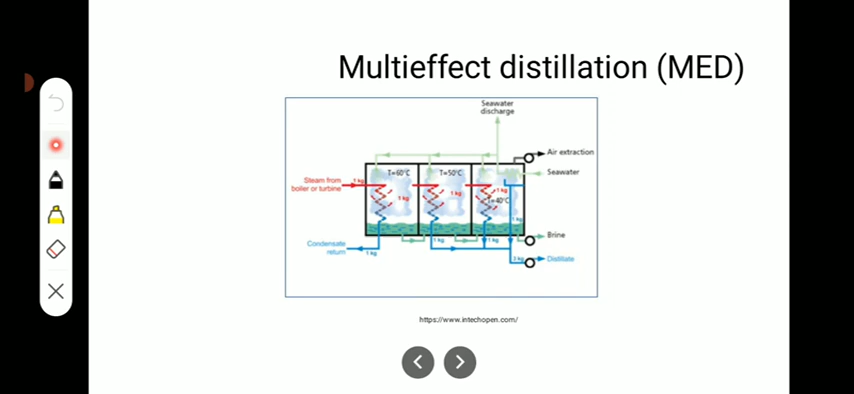 Multieffect distillation (MED)
Seawater
discharge
Air extraction
T=60°C
T=50°C
Seawater
Steam from
boiler or turbine
1 kg
1 kg
1 kg
1 kg
T=40°C
1 kg
Brine
Condensate
return
1 kg
1 kg
1 kg
3 kg
Distillate
https://www.intechopen.com/